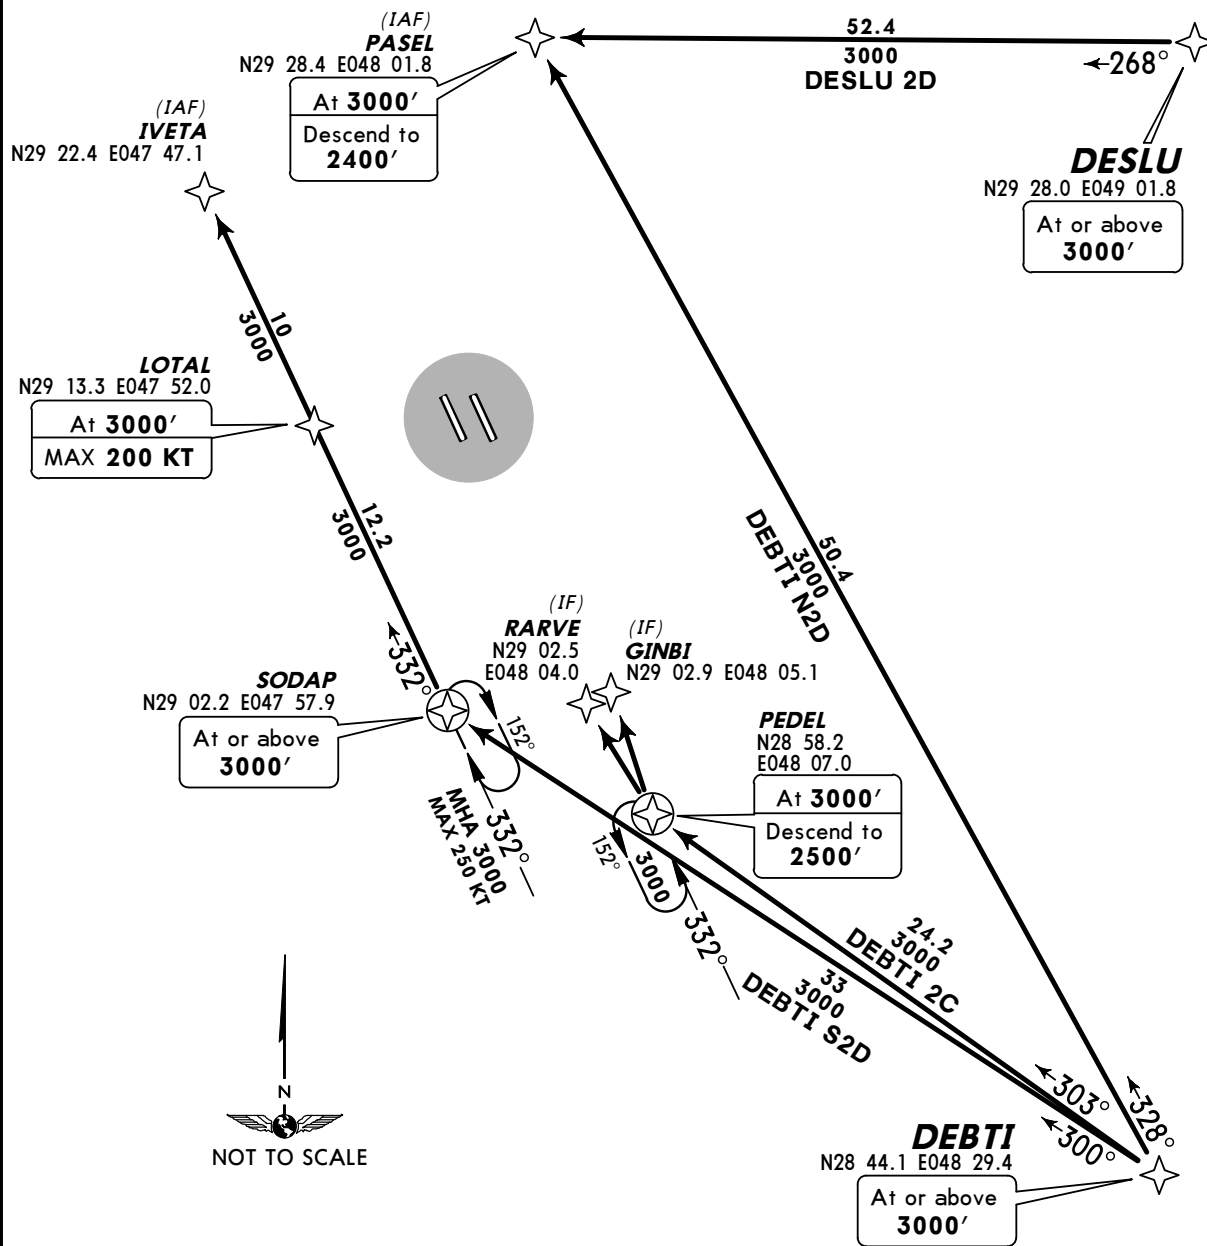 (IAF)
PASEL
N29 28.4 E048 01.8
At 3000′
Descend to
2400′
52.4
3000
DESLU 2D
←268°
DESLU
N29 28.0 E049 01.8
At or above
3000′
(IAF)
IVETA
N29 22.4 E047 47.1
10
3000
LOTAL
N29 13.3 E047 52.0
At 3000′
MAX 200 KT
12.2
3000
←332°
50.4
3000
DEBTI N2D
SODAP
N29 02.2 E047 57.9
At or above
3000′
152°
332°
MHA 3000
MAX 250 KT
(IF)
RARVE
N29 02.5
E048 04.0
(IF)
GINBI
N29 02.9 E048 05.1
PEDEL
N28 58.2
E048 07.0
At 3000′
Descend to
2500′
152°
3000
332°
24.2
3000
DEBTI 2C
33
3000
DEBTI S2D
←303°
←300°
←328°
DEBTI
N28 44.1 E048 29.4
At or above
3000′
N
NOT TO SCALE